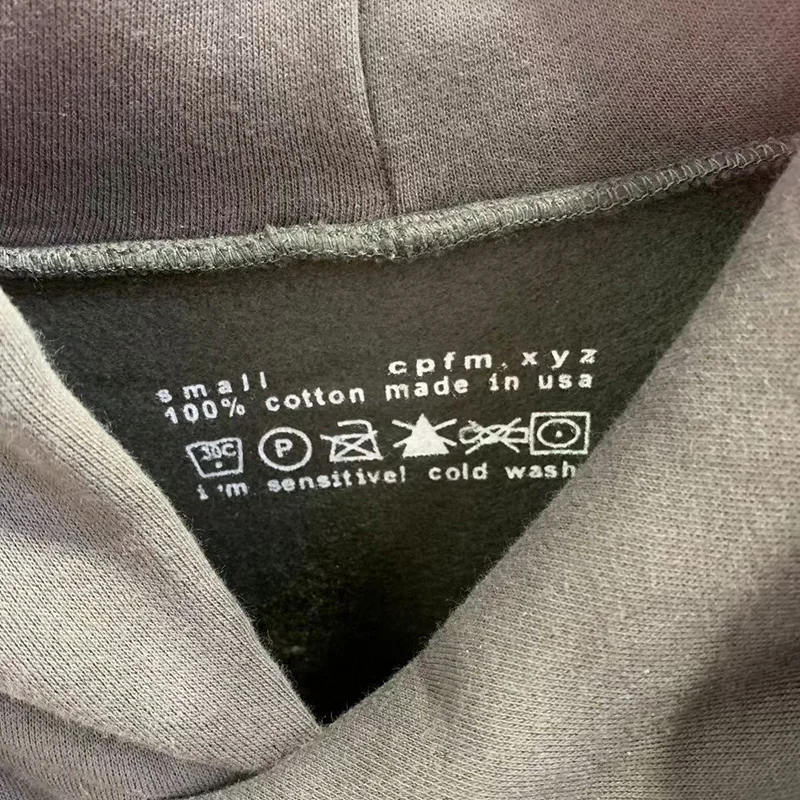 small cpfm.xyz
100% cotton made in usa
30C P
i'm sensitive! cold wash